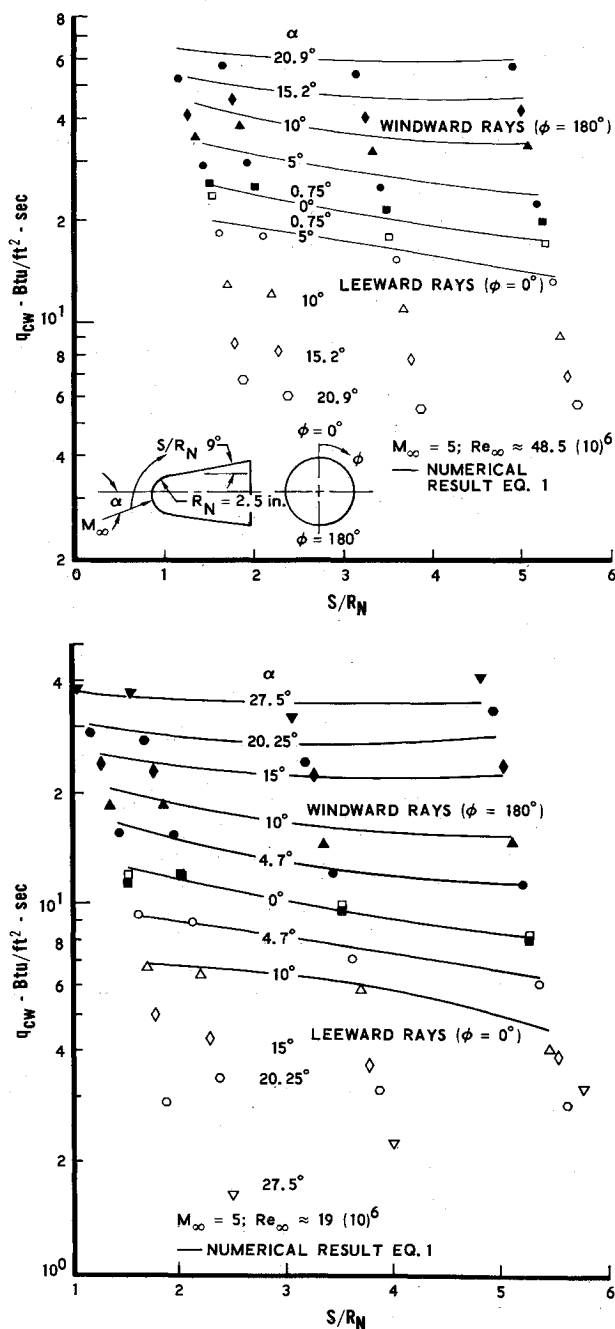 8
6
4
2
10¹
8
6
4
2
q_cw - Btu/ft² - sec
α
20.9°
15.2°
10°
WINDWARD RAYS (ϕ = 180°)
5°
0.75°
0°
0.75°
5°
LEEWARD RAYS (ϕ = 0°)
10°
15.2°
20.9°
ϕ = 0°
S/R_N 9°
ϕ
α
R_N = 2.5 in.
M_∞
ϕ = 180°
M_∞ = 5; Re_∞ ≈ 48.5 (10)⁶
— NUMERICAL
RESULT EQ. 1
0 1 2 3 4 5 6
S/R_N
α
4
2
10¹
8
6
4
2
10⁰
q_cw - Btu/ft² - sec
27.5°
20.25°
15°
10°
WINDWARD RAYS (ϕ = 180°)
4.7°
0°
4.7°
10°
LEEWARD RAYS (ϕ = 0°)
15°
20.25°
27.5°
M_∞ = 5; Re_∞ ≈ 19 (10)⁶
— NUMERICAL RESULT EQ. 1
1 2 3 4 5 6
S/R_N